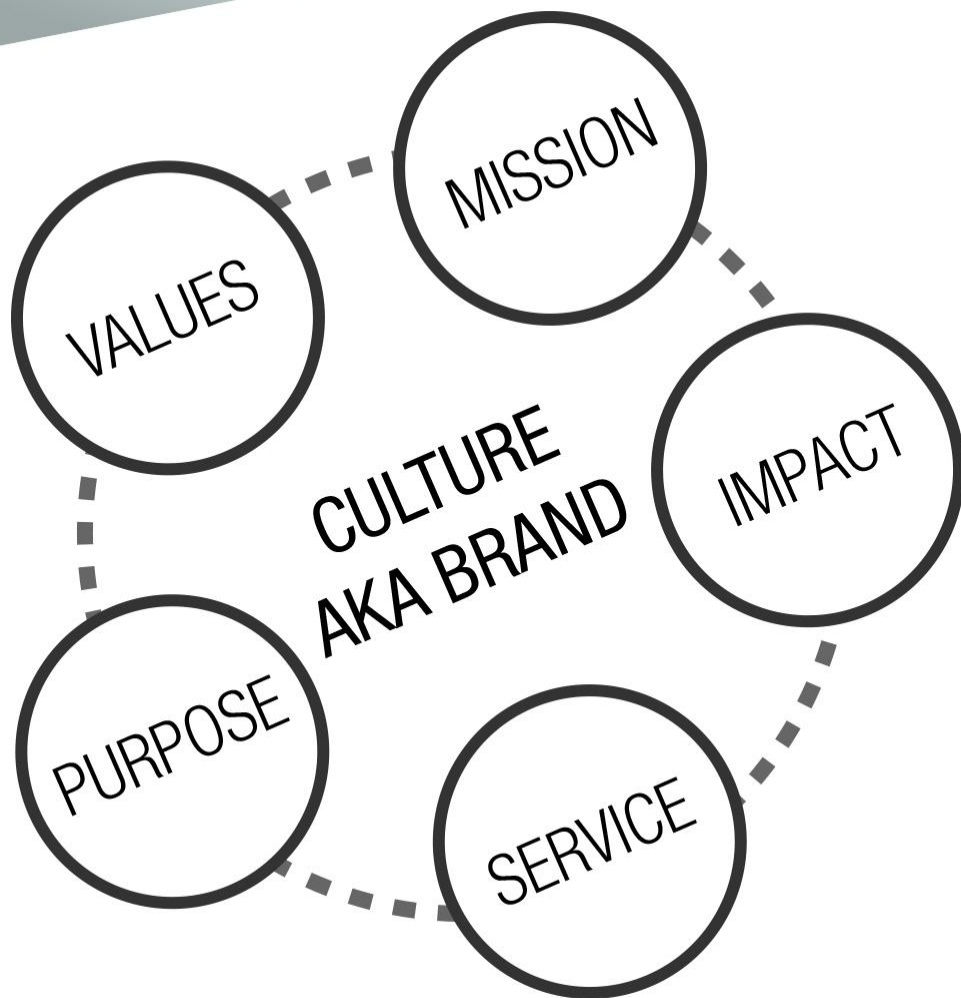 MISSION
VALUES
IMPACT
CULTURE
AKA BRAND
PURPOSE
SERVICE